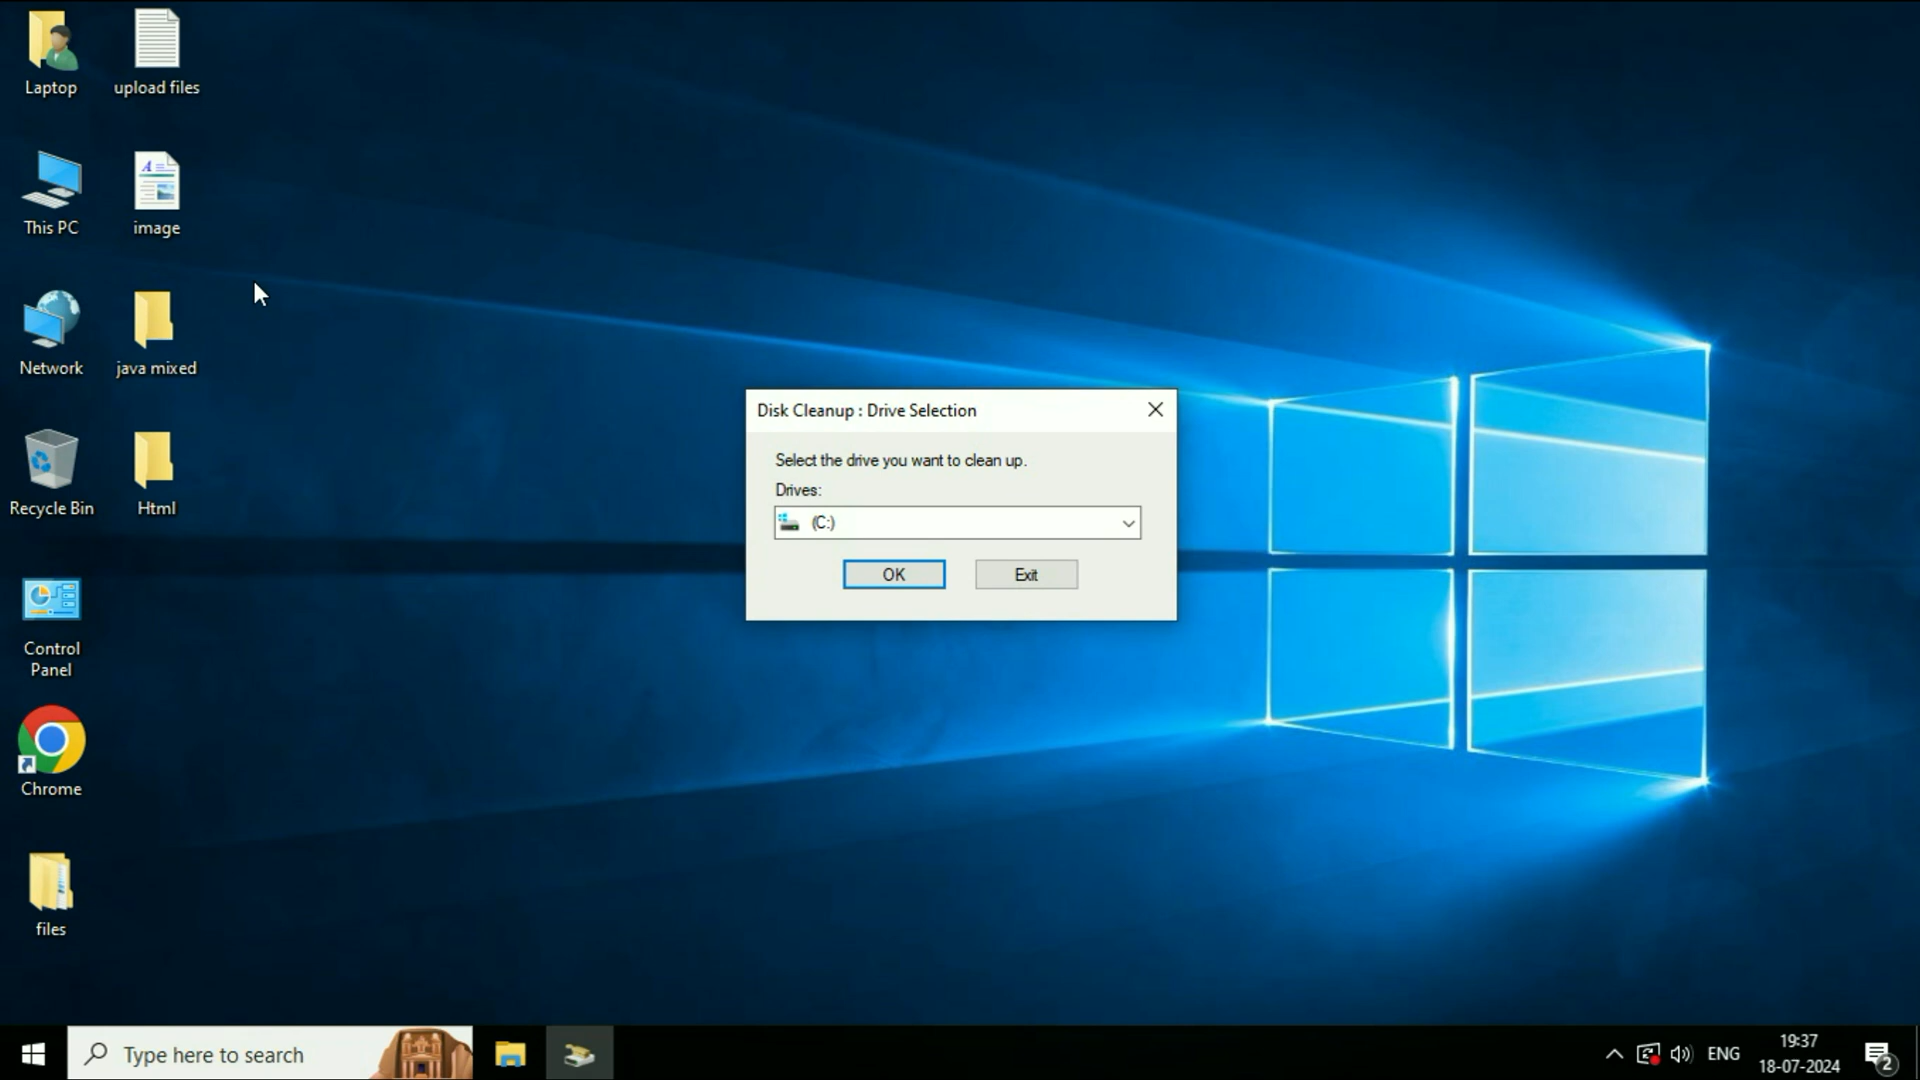 Laptop
upload files
This PC
image
Network
java mixed
Recycle Bin
Html
Control
Panel
Chrome
files
Disk Cleanup : Drive Selection
Select the drive you want to clean up.
Drives:
(C:)
OK
Exit
Type here to search
ENG
19:37
18-07-2024
2